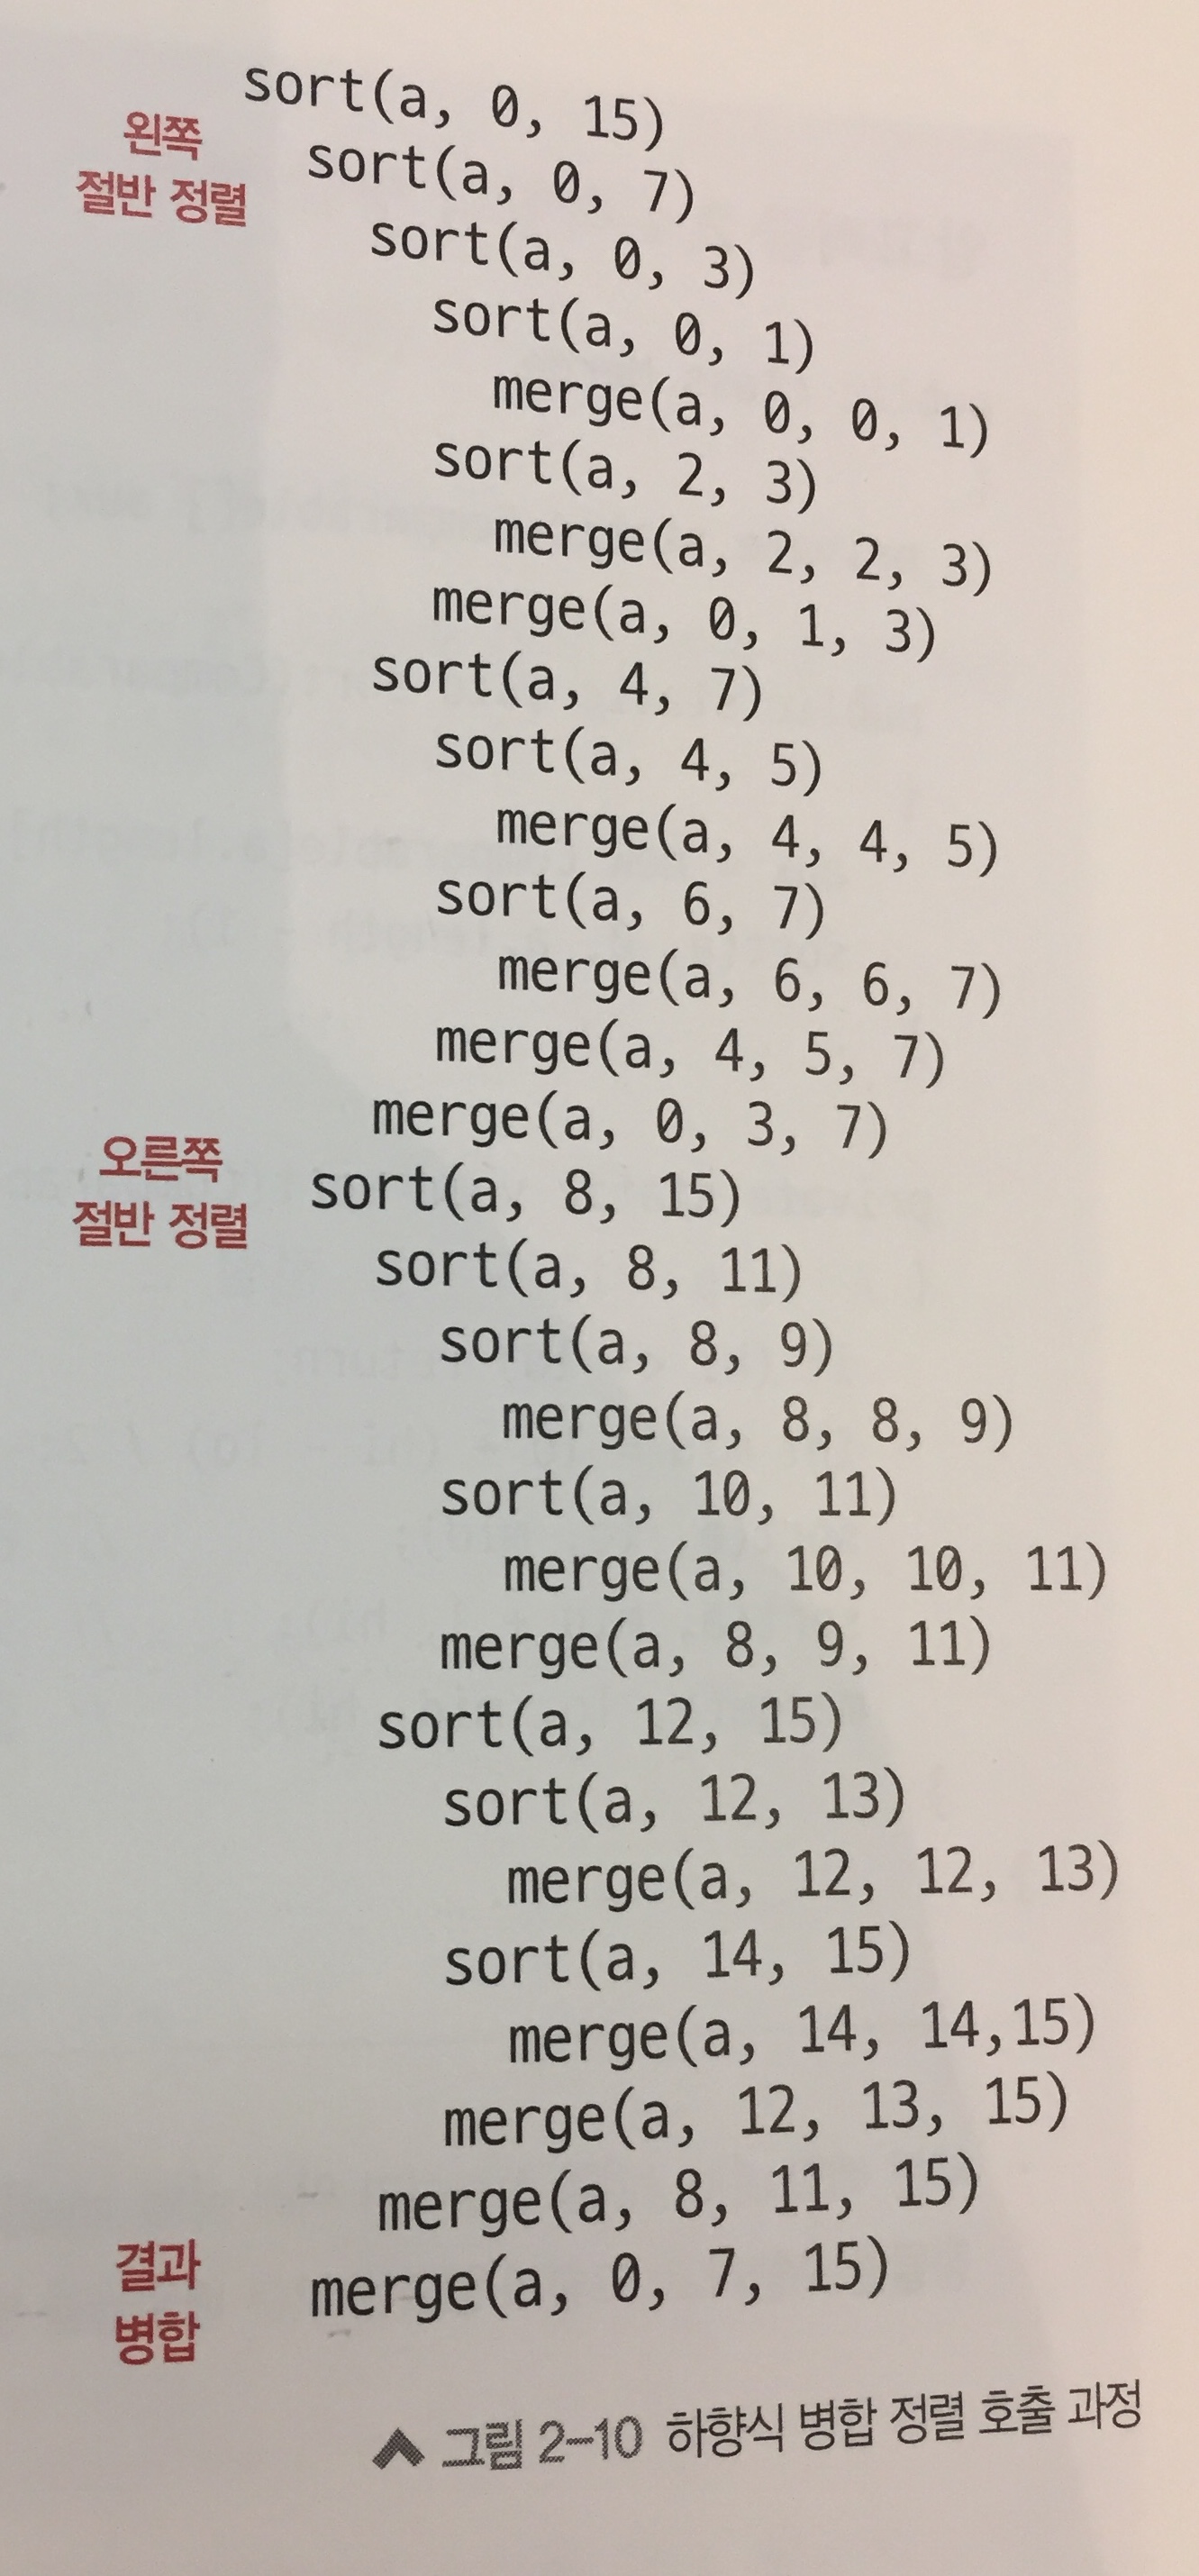 sort(a, 0, 15)
왼쪽
절반 정렬
sort(a, 0, 7)
sort(a, 0, 3)
sort(a, 0, 1)
merge(a, 0, 0, 1)
sort(a, 2, 3)
merge(a, 2, 2, 3)
merge(a, 0, 1, 3)
sort(a, 4, 7)
sort(a, 4, 5)
merge(a, 4, 4, 5)
sort(a, 6, 7)
merge(a, 6, 6, 7)
merge(a, 4, 5, 7)
merge(a, 0, 3, 7)
오른쪽
절반 정렬
sort(a, 8, 15)
sort(a, 8, 11)
sort(a, 8, 9)
merge(a, 8, 8, 9)
sort(a, 10, 11)
merge(a, 10, 10, 11)
merge(a, 8, 9, 11)
sort(a, 12, 15)
sort(a, 12, 13)
merge(a, 12, 12, 13)
sort(a, 14, 15)
merge(a, 14, 14,15)
merge(a, 12, 13, 15)
merge(a, 8, 11, 15)
결과
병합
merge(a, 0, 7, 15)
그림 2-10 하향식 병합 정렬 호출 과정